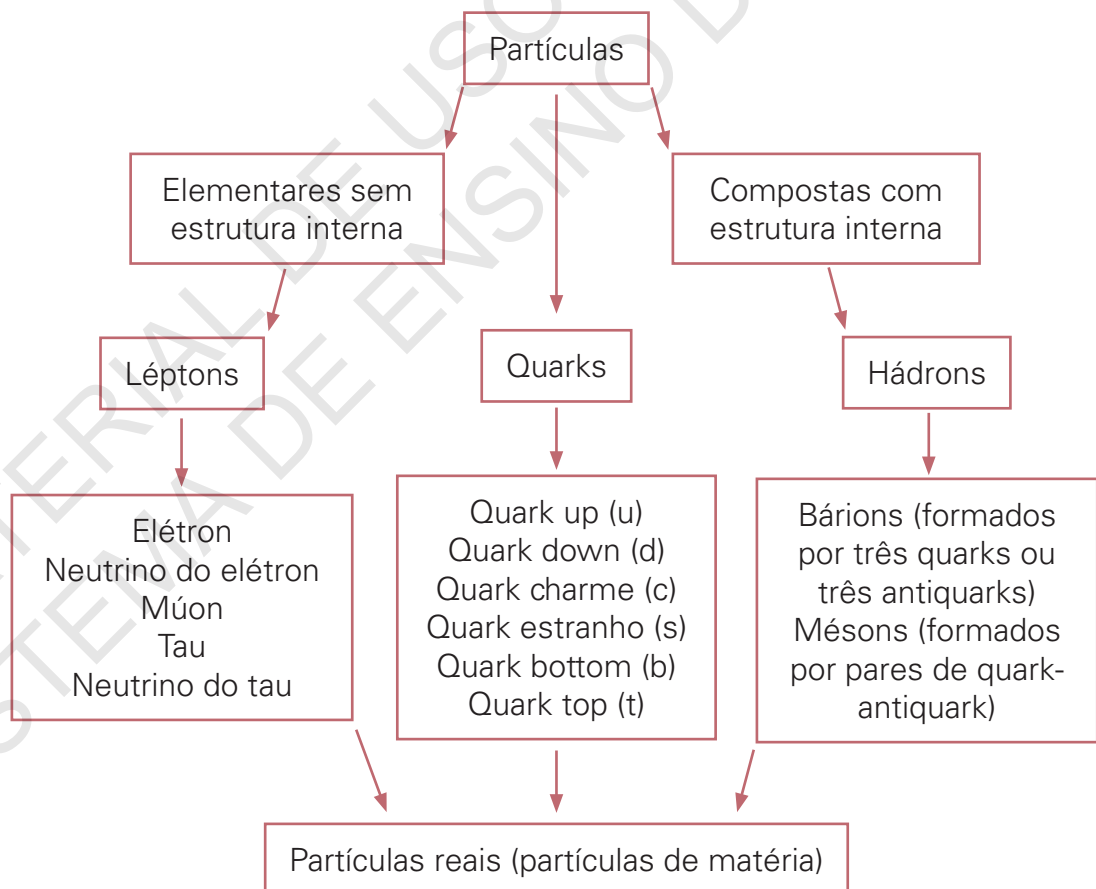 Partículas
Elementares sem
estrutura interna
Compostas com
estrutura interna
Léptons
Quarks
Hádrons
Elétron
Neutrino do elétron
Múon
Tau
Neutrino do tau
Quark up (u)
Quark down (d)
Quark charme (c)
Quark estranho (s)
Quark bottom (b)
Quark top (t)
Bárions (formados
por três quarks ou
três antiquarks)
Mésons (formados
por pares de quark-
antiquark)
Partículas reais (partículas de matéria)